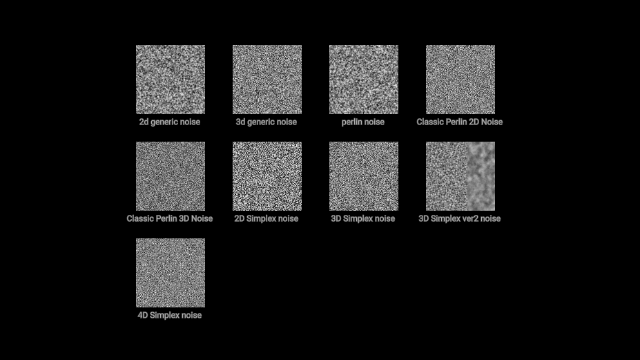 2d generic noise
3d generic noise
perlin noise
Classic Perlin 2D Noise
Classic Perlin 3D Noise
2D Simplex noise
3D Simplex noise
3D Simplex ver2 noise
4D Simplex noise